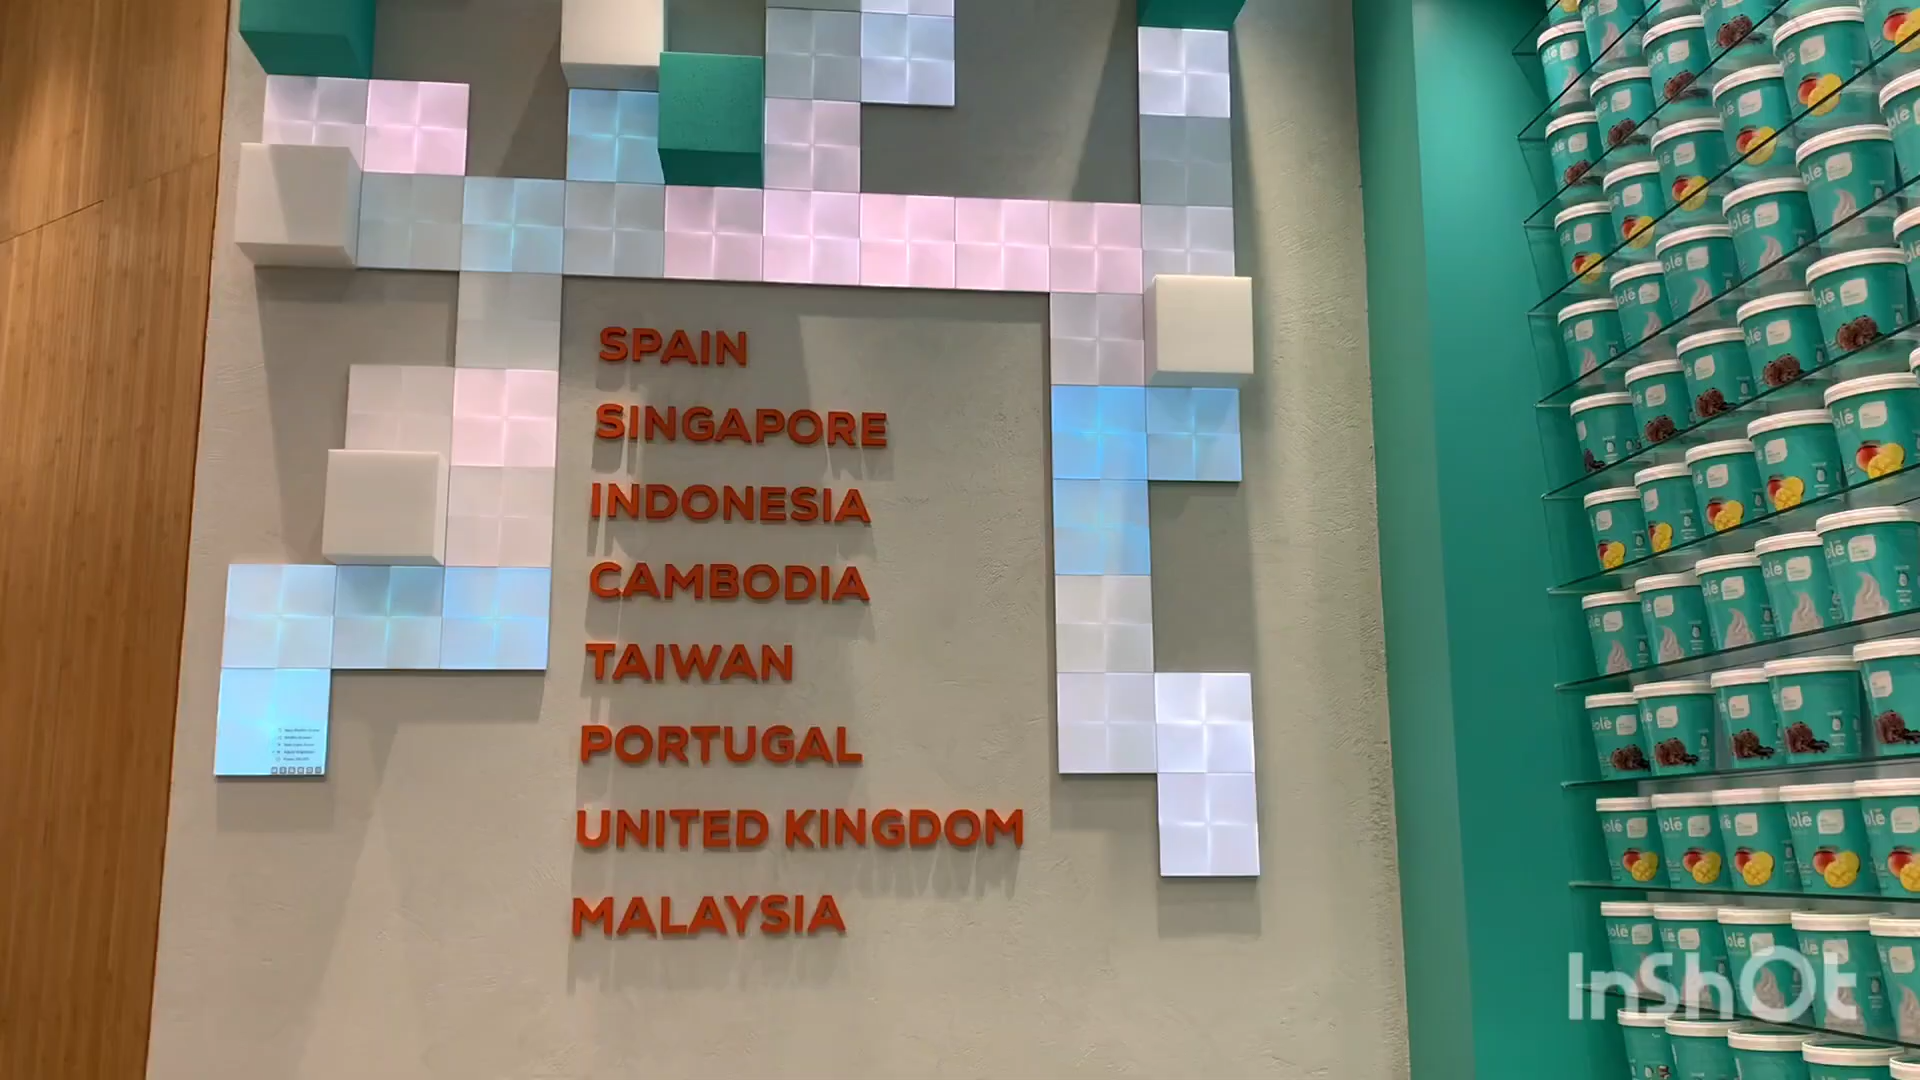 SPAIN
SINGAPORE
INDONESIA
CAMBODIA
TAIWAN
PORTUGAL
UNITED KINGDOM
MALAYSIA
InShOt